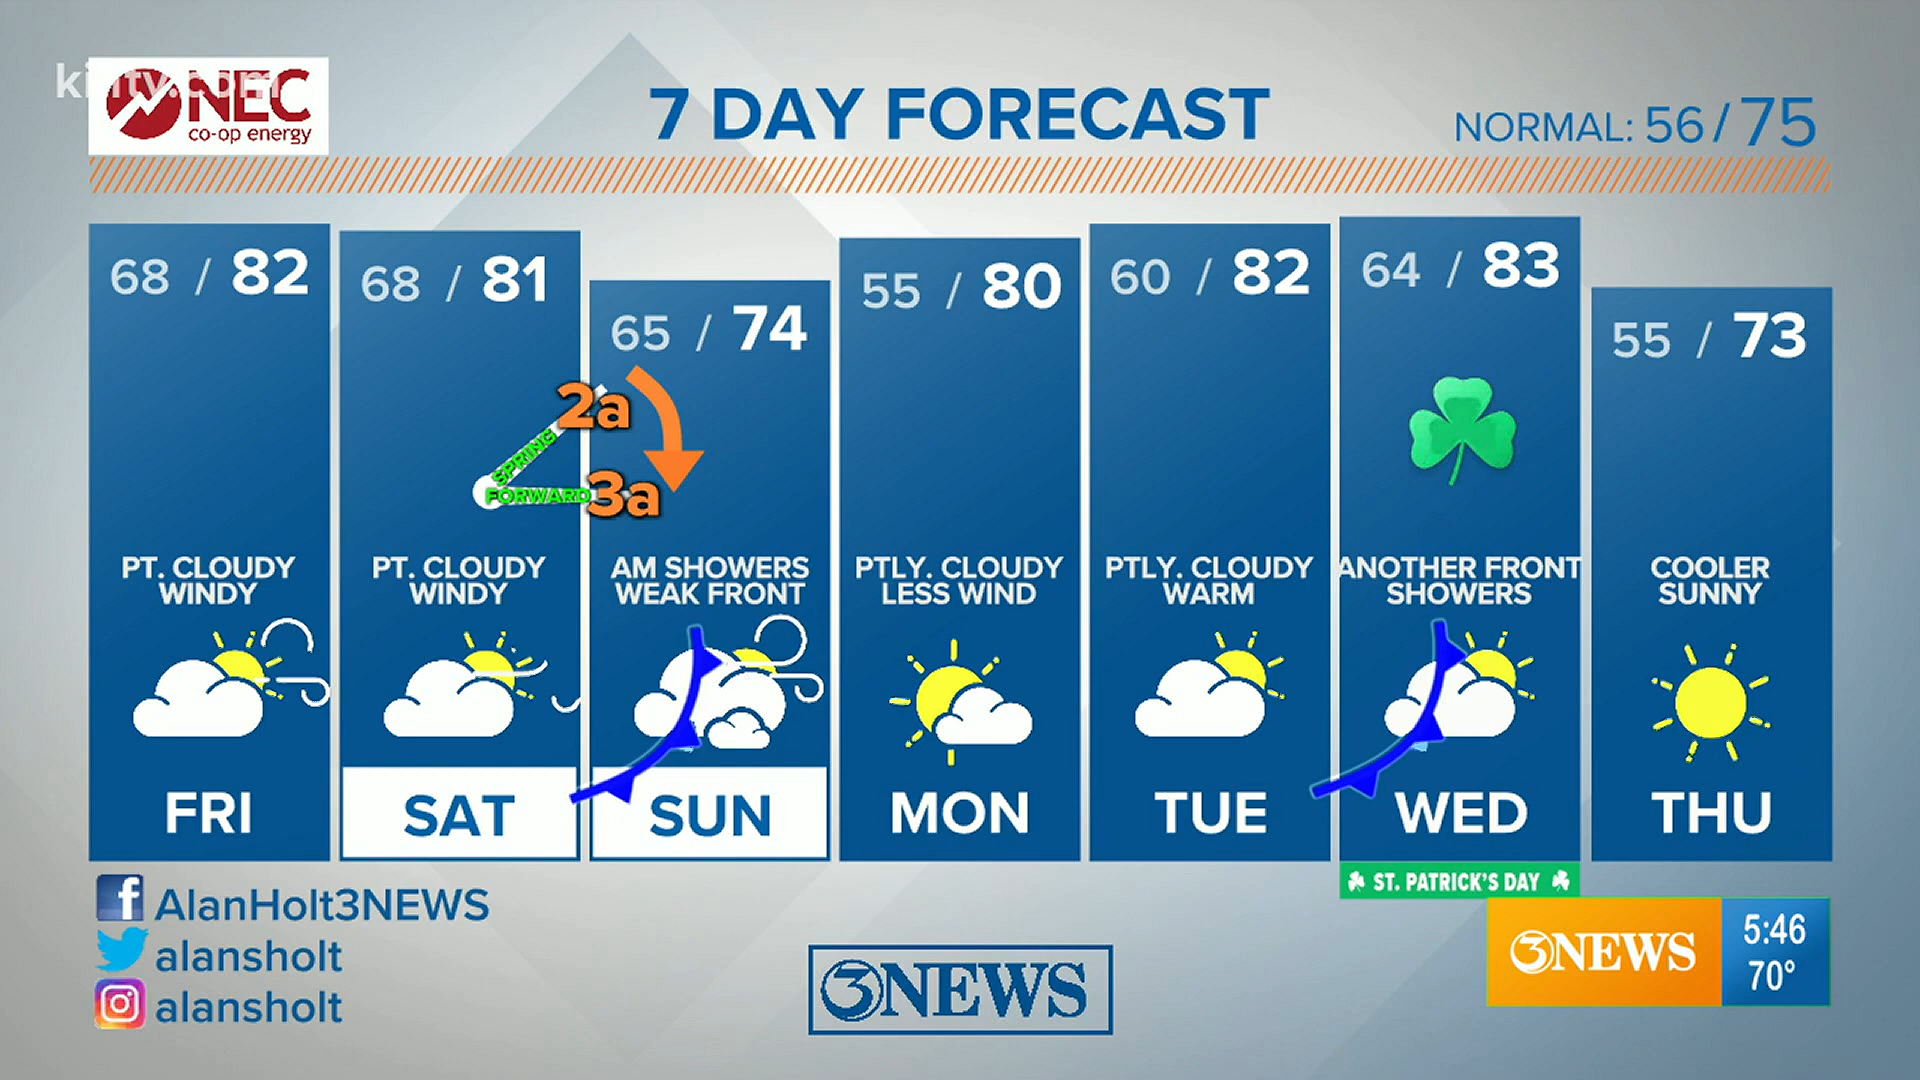 kiiitv.com
NEC
co-op energy
7 DAY FORECAST
NORMAL: 56/75
68 / 82
68 / 81
65 / 74
55 / 80
60 / 82
64 / 83
55 / 73
2a
SPRING
FORWARD
3a
PT. CLOUDY
WINDY
PT. CLOUDY
WINDY
AM SHOWERS
WEAK FRONT
PTLY. CLOUDY
LESS WIND
PTLY. CLOUDY
WARM
ANOTHER FRONT
SHOWERS
COOLER
SUNNY
FRI
SAT
SUN
MON
TUE
WED
THU
ST. PATRICK'S DAY
f AlanHolt3NEWS
alansholt
alansholt
3NEWS
3NEWS
5:46
70°